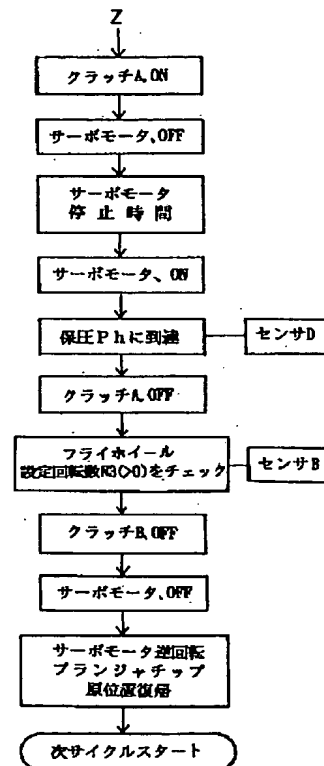 Z
クラッチA,ON
サーボモータ、OFF
サーボモータ
停止時間
サーボモータ、ON
保圧Phに到達
センサD
クラッチA,OFF
フライホイール
設定回転数N3(>0)をチェック
センサB
クラッチB,OFF
サーボモータ、OFF
サーボモータ逆回転
プランジャチップ
原位置復帰
次サイクルスタート